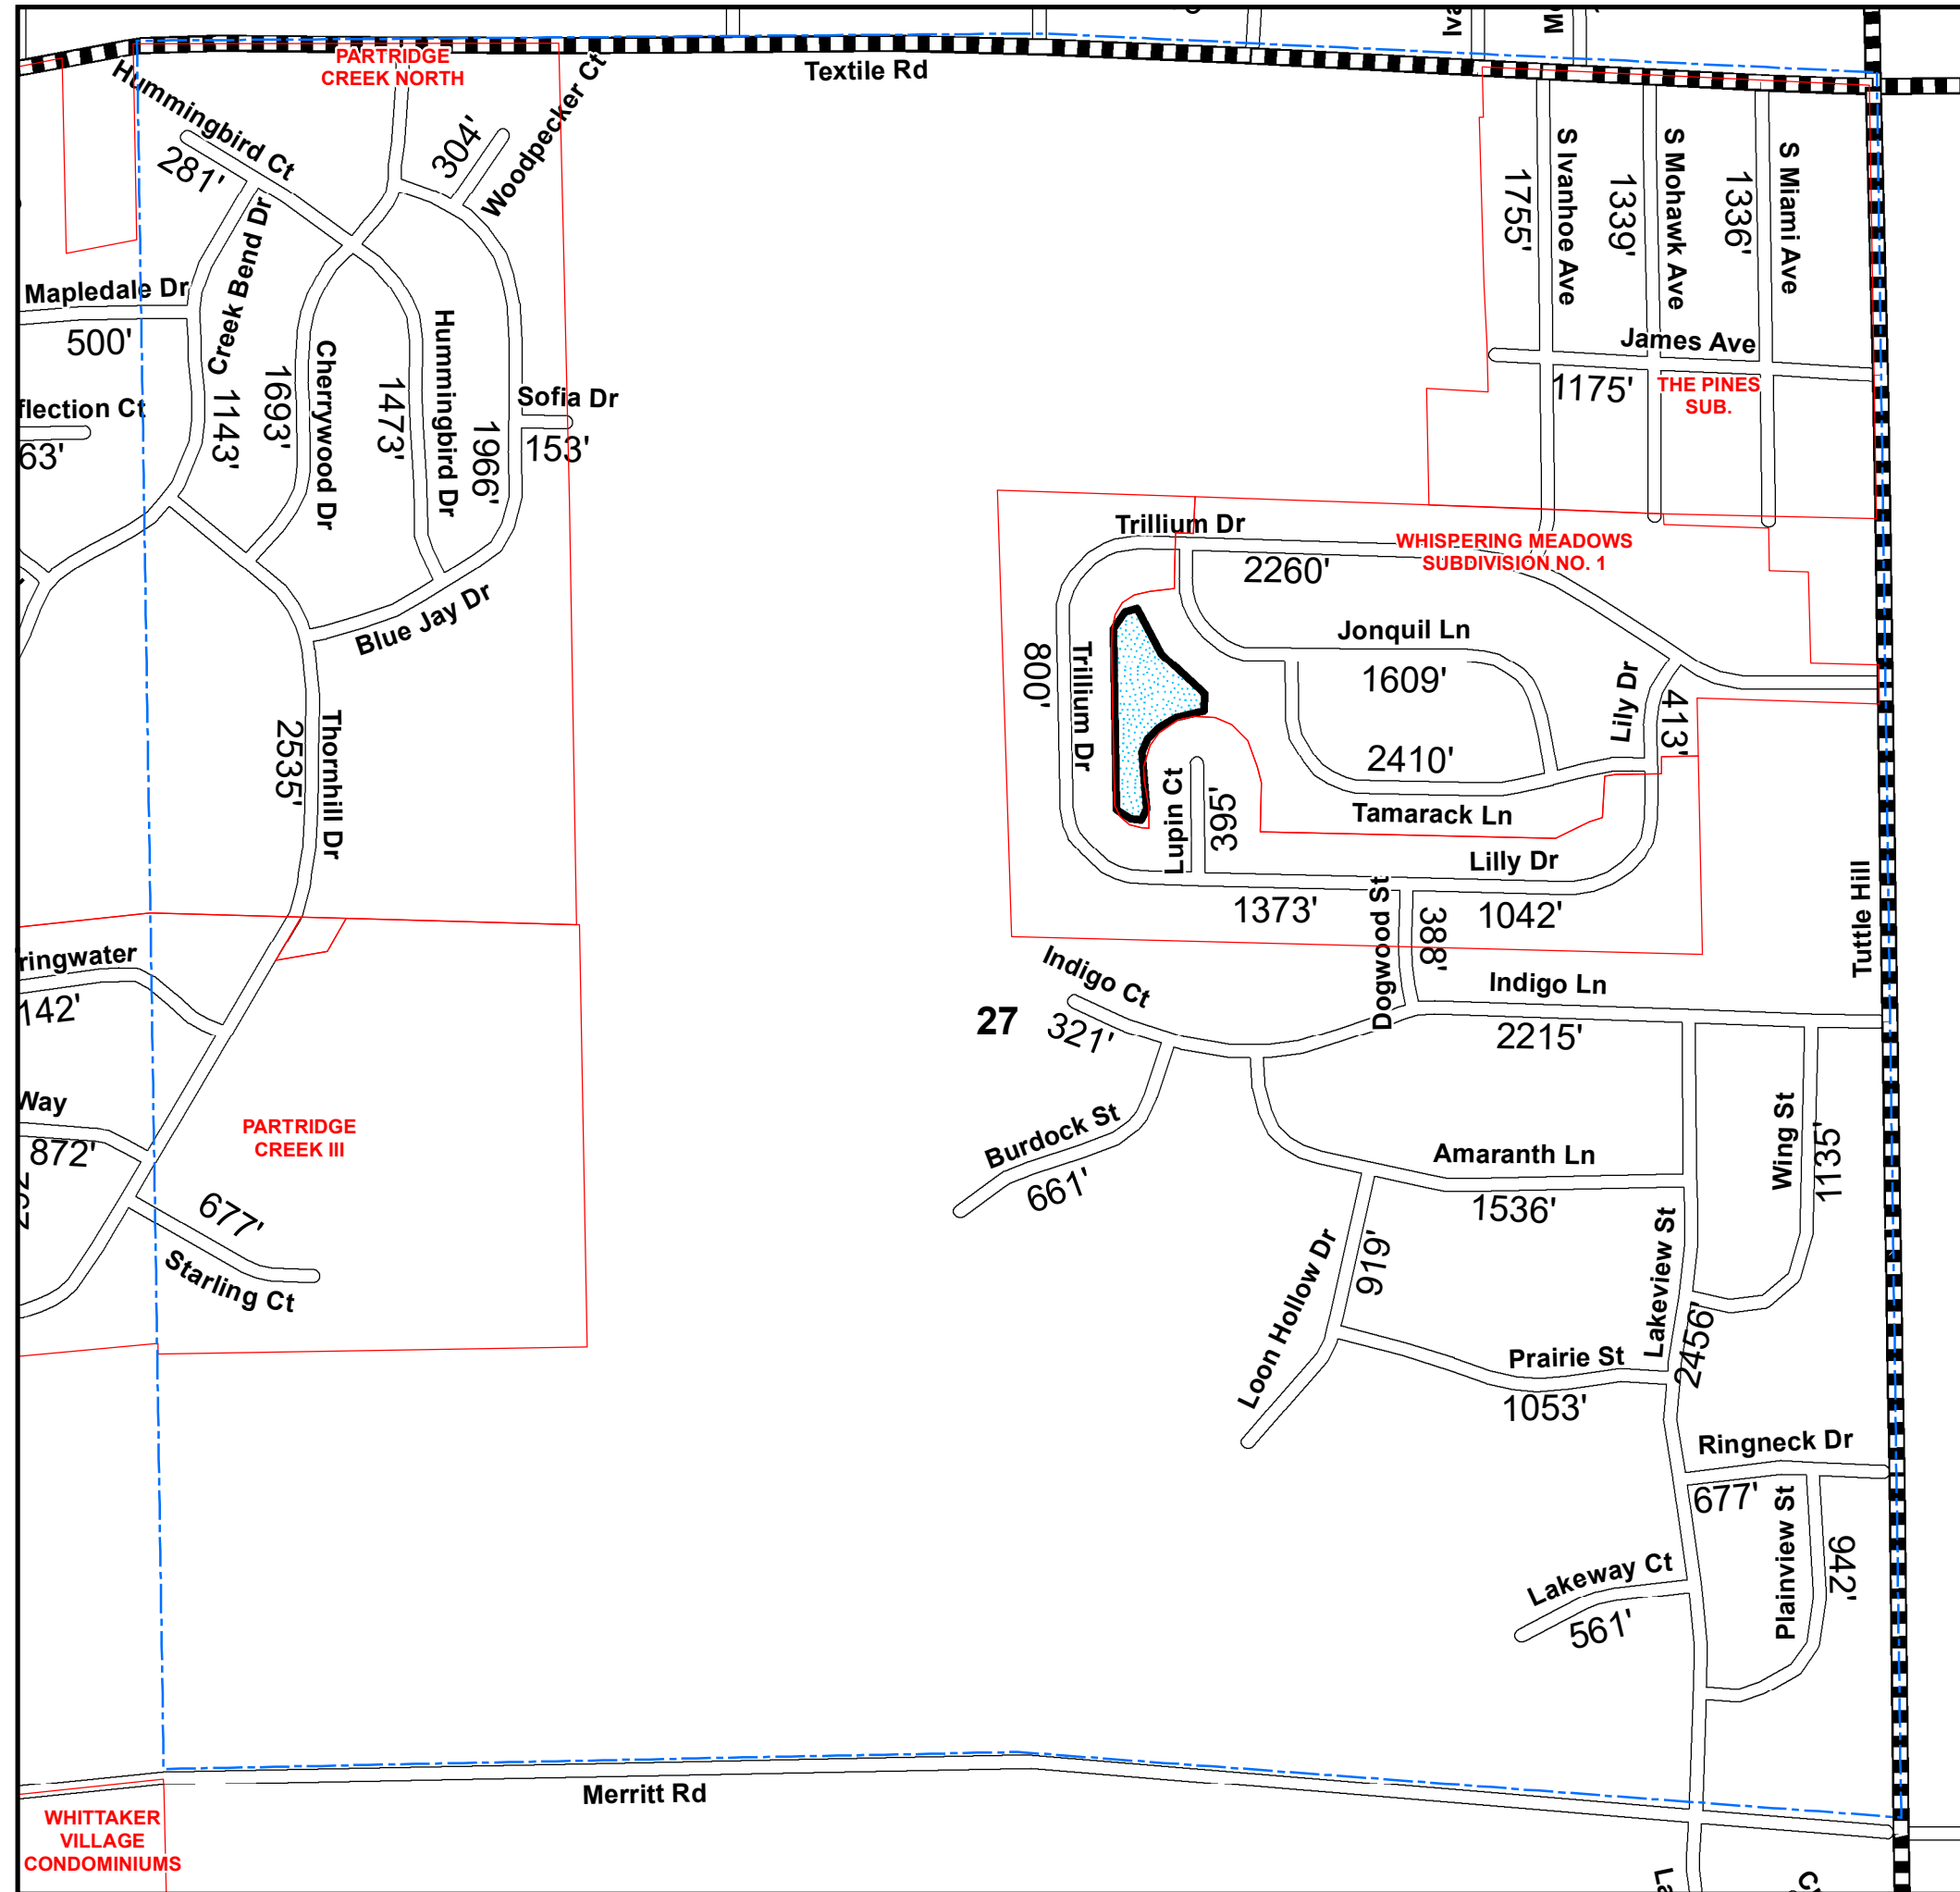 PARTRIDGE
CREEK NORTH
Textile Rd
Hummingbird Ct
281'
304'
Woodpecker Ct
S Ivanhoe Ave
1755'
S Mohawk Ave
1339'
S Miami Ave
1336'
Mapledale Dr
500'
Creek Bend Dr
1143'
Cherrywood Dr
1693'
Hummingbird Dr
1473'
1966'
Sofia Dr
153'
James Ave
1175'
THE PINES
SUB.
flection Ct
63'
Blue Jay Dr
Trillium Dr
2260'
WHISPERING MEADOWS
SUBDIVISION NO. 1
Jonquil Ln
1609'
Lily Dr
413'
800'
Trillium Dr
2410'
Tamarack Ln
Lupin Ct
395'
Lilly Dr
1373'
1042'
Thornhill Dr
2535'
Tuttle Hill
Dogwood St
388'
ringwater
142'
Indigo Ct
321'
27
Indigo Ln
2215'
Way
872'
PARTRIDGE
CREEK III
677'
Starling Ct
Burdock St
661'
Amaranth Ln
1536'
Wing St
1135'
Loon Hollow Dr
919'
Lakeview St
2456'
Prairie St
1053'
Ringneck Dr
677'
Plainview St
942'
Lakeway Ct
561'
Merritt Rd
WHITTAKER
VILLAGE
CONDOMINIUMS